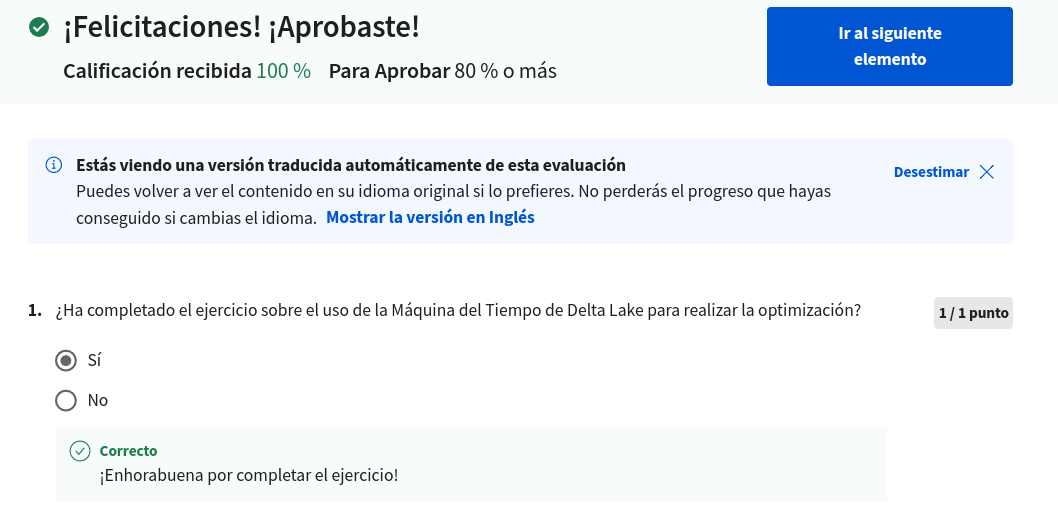 ¡Felicitaciones! ¡Aprobaste!
Calificación recibida 100 % Para Aprobar 80 % o más
Ir al siguiente
elemento
Estás viendo una versión traducida automáticamente de esta evaluación
Puedes volver a ver el contenido en su idioma original si lo prefieres. No perderás el progreso que hayas
conseguido si cambias el idioma. Mostrar la versión en Inglés
Desestimar
1. ¿Ha completado el ejercicio sobre el uso de la Máquina del Tiempo de Delta Lake para realizar la optimización?
1 / 1 punto
Sí
No
Correcto
¡Enhorabuena por completar el ejercicio!